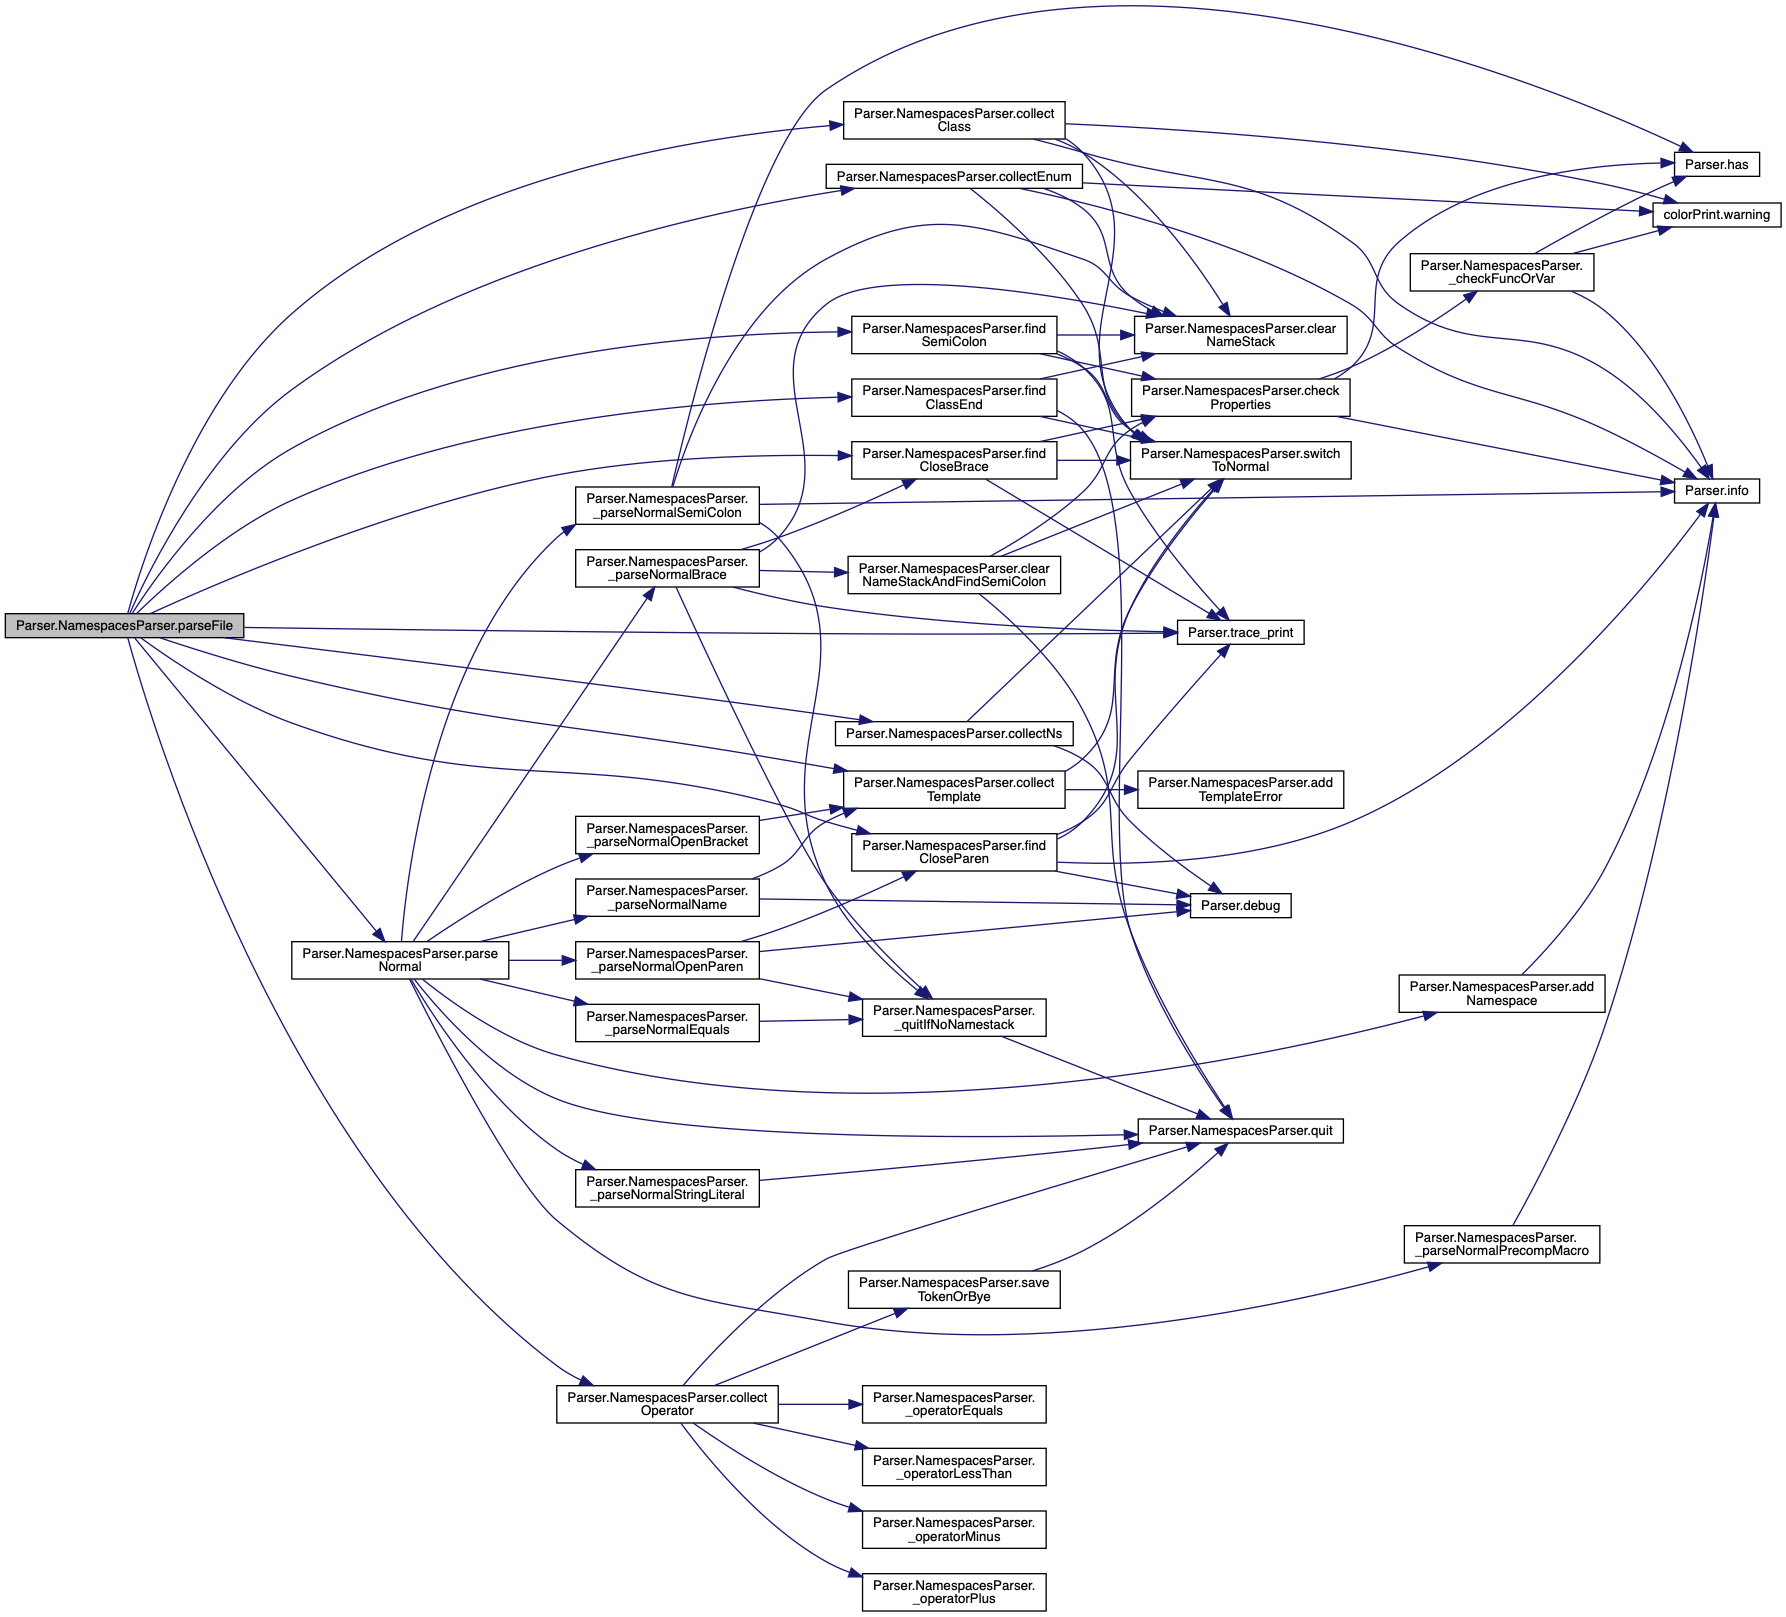 Parser.NamespacesParser.collect
Class
Parser.has
Parser.NamespacesParser.collectEnum
colorPrint.warning
Parser.NamespacesParser.
_checkFuncOrVar
Parser.NamespacesParser.find
SemiColon
Parser.NamespacesParser.clear
NameStack
Parser.NamespacesParser.find
ClassEnd
Parser.NamespacesParser.check
Properties
Parser.NamespacesParser.find
CloseBrace
Parser.NamespacesParser.switch
ToNormal
Parser.info
Parser.NamespacesParser.
_parseNormalSemiColon
Parser.NamespacesParser.
_parseNormalBrace
Parser.NamespacesParser.clear
NameStackAndFindSemiColon
Parser.NamespacesParser.parseFile
Parser.trace_print
Parser.NamespacesParser.collectNs
Parser.NamespacesParser.collect
Template
Parser.NamespacesParser.add
TemplateError
Parser.NamespacesParser.
_parseNormalOpenBracket
Parser.NamespacesParser.find
CloseParen
Parser.NamespacesParser.
_parseNormalName
Parser.debug
Parser.NamespacesParser.parse
Normal
Parser.NamespacesParser.
_parseNormalOpenParen
Parser.NamespacesParser.add
Namespace
Parser.NamespacesParser.
_parseNormalEquals
Parser.NamespacesParser.
_quitIfNoNamestack
Parser.NamespacesParser.quit
Parser.NamespacesParser.
_parseNormalStringLiteral
Parser.NamespacesParser.
_parseNormalPrecompMacro
Parser.NamespacesParser.save
TokenOrBye
Parser.NamespacesParser.collect
Operator
Parser.NamespacesParser.
_operatorEquals
Parser.NamespacesParser.
_operatorLessThan
Parser.NamespacesParser.
_operatorMinus
Parser.NamespacesParser.
_operatorPlus